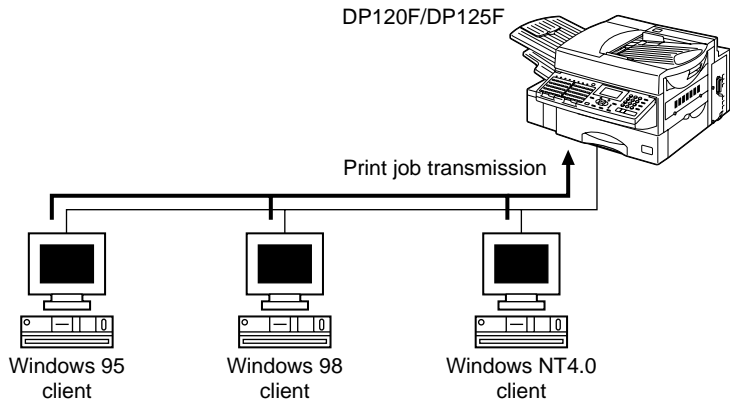 DP120F/DP125F
Print job transmission
Windows 95
client
Windows 98
client
Windows NT4.0
client